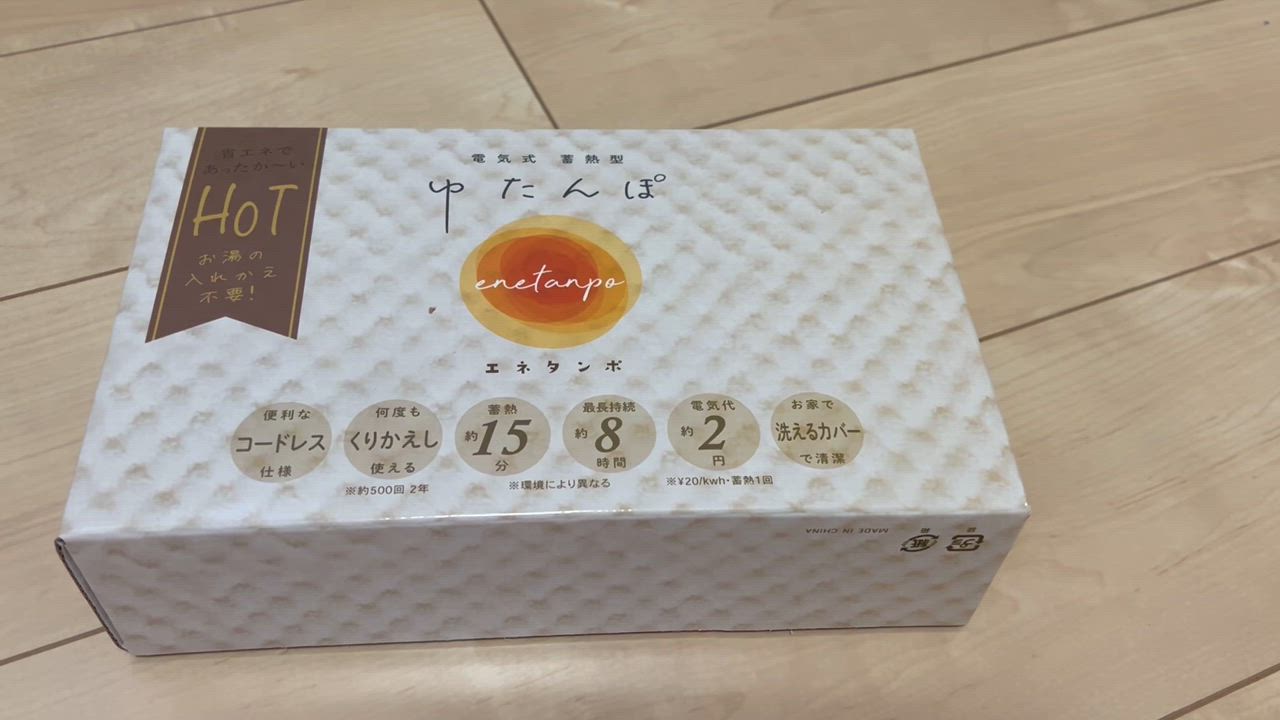 省エネで
あったか〜い
HOT
お湯の
入れかえ
不要!
電気式 蓄熱型
ゆたんぽ
enetanpo
エネタンポ
便利な
コードレス
仕様
何度も
くりかえし
使える
※約500回 2年
蓄熱
約15
分
最長持続
約8
時間
※環境により異なる
電気代
約2
円
※¥20/kwh・蓄熱1回
お家で
洗えるカバー
で清潔
MADE IN CHINA
箱
紙
袋
プラ